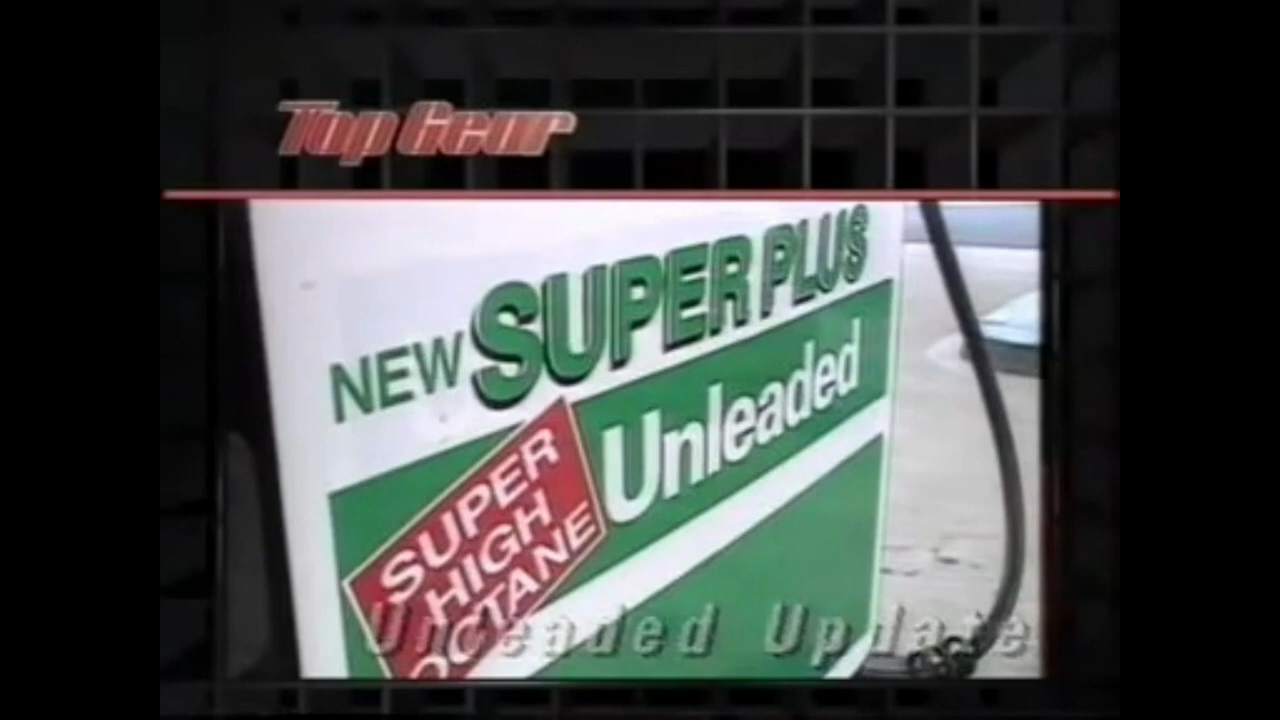 Top Gear
NEW SUPER PLUS
Unleaded
SUPER
HIGH
OCTANE
Unleaded Update